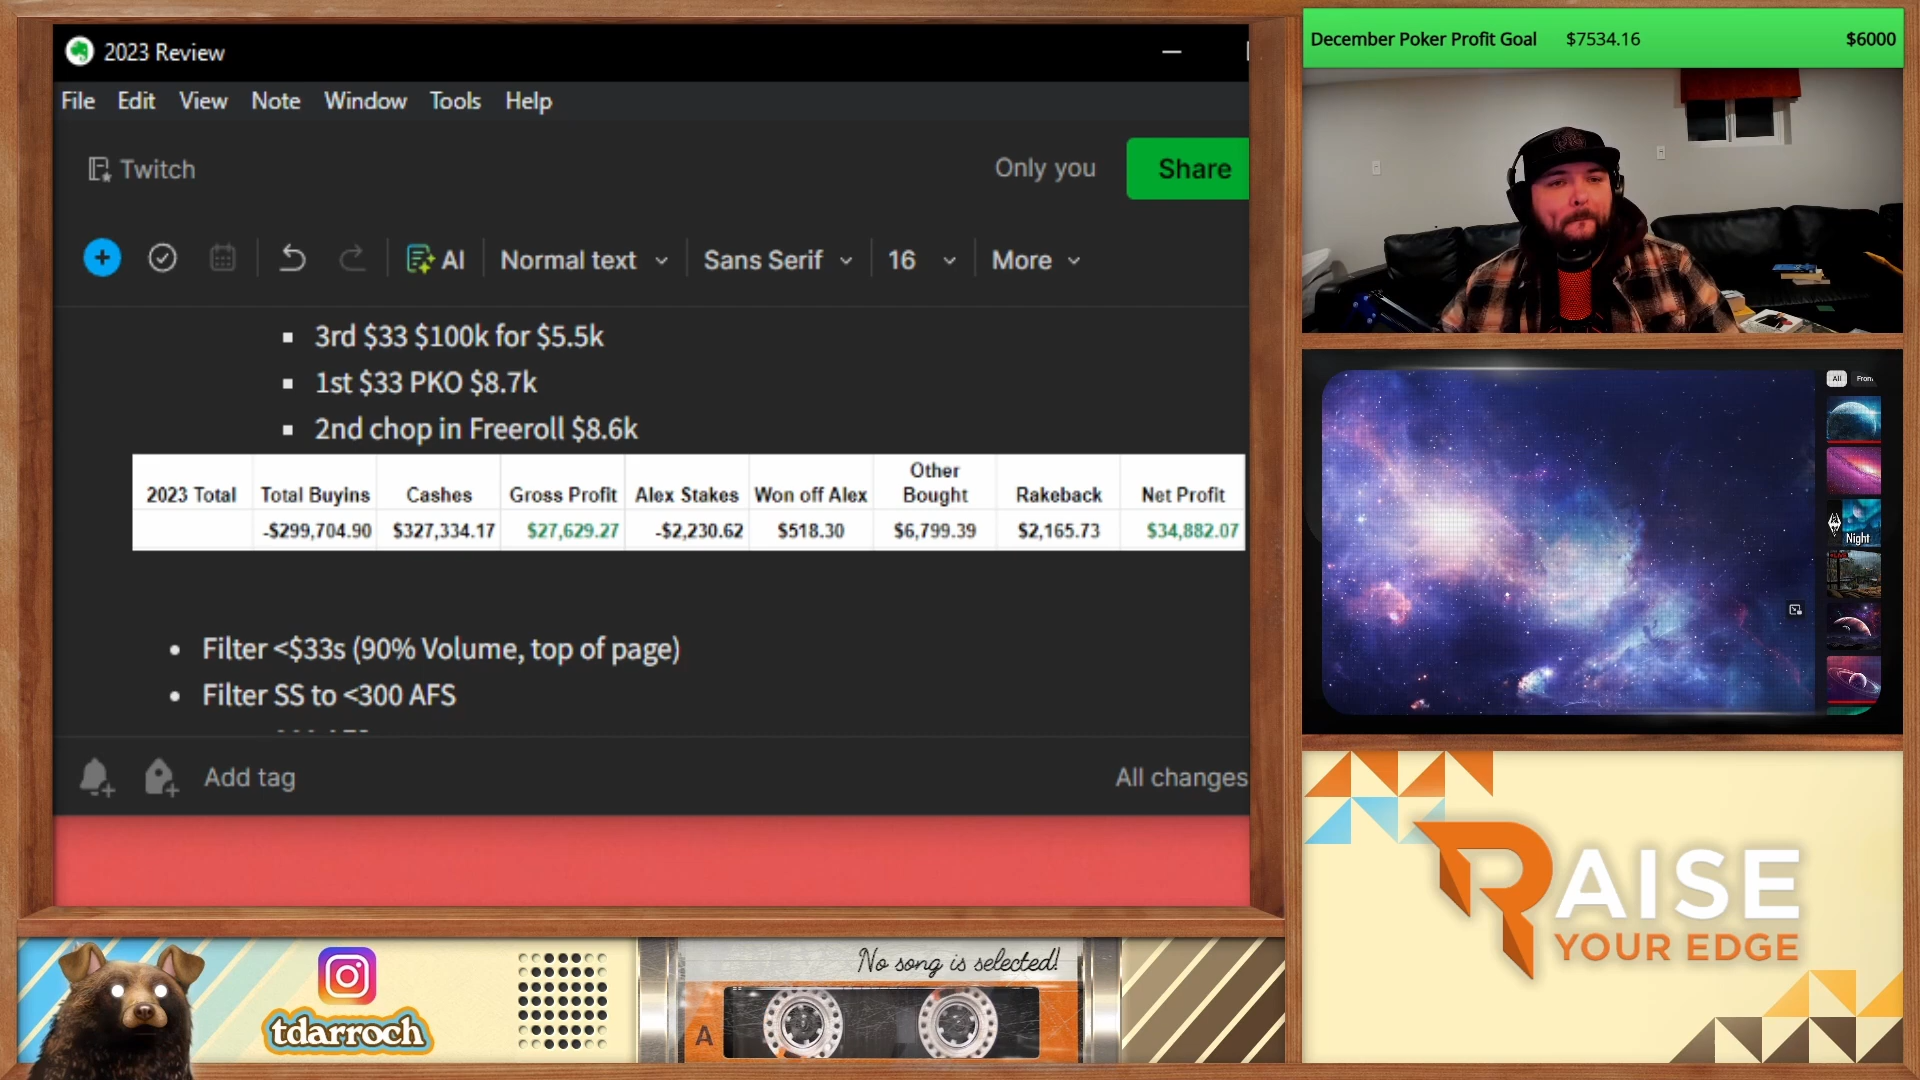 2023 Review
File Edit View Note Window Tools Help
Twitch
Only you
Share
AI
Normal text
Sans Serif
16
More
3rd $33 $100k for $5.5k
1st $33 PKO $8.7k
2nd chop in Freeroll $8.6k
2023 Total Total Buyins Cashes Gross Profit Alex Stakes Won off Alex Other Bought Rakeback Net Profit
-$299,704.90 $327,334.17 $27,629.27 -$2,230.62 $518.30 $6,799.39 $2,165.73 $34,882.07
Filter <$33s (90% Volume, top of page)
Filter SS to <300 AFS
Add tag
All changes
December Poker Profit Goal $7534.16 $6000
All
From
Night
RAISE
YOUR EDGE
tdarroch
No song is selected!
A